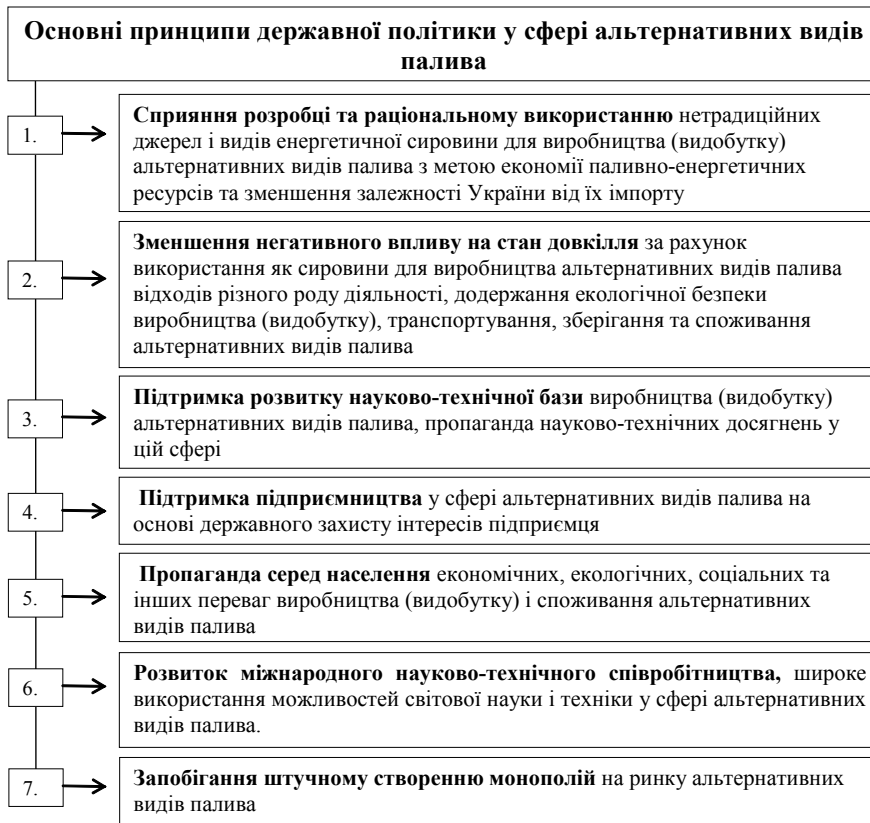 Основні принципи державної політики у сфері альтернативних видів
палива
1.
Сприяння розробці та раціональному використанню нетрадиційних
джерел і видів енергетичної сировини для виробництва (видобутку)
альтернативних видів палива з метою економії паливно-енергетичних
ресурсів та зменшення залежності України від їх імпорту
2.
Зменшення негативного впливу на стан довкілля за рахунок
використання як сировини для виробництва альтернативних видів палива
відходів різного роду діяльності, додержання екологічної безпеки
виробництва (видобутку), транспортування, зберігання та споживання
альтернативних видів палива
3.
Підтримка розвитку науково-технічної бази виробництва (видобутку)
альтернативних видів палива, пропаганда науково-технічних досягнень у
цій сфері
4.
Підтримка підприємництва у сфері альтернативних видів палива на
основі державного захисту інтересів підприємця
5.
Пропаганда серед населення економічних, екологічних, соціальних та
інших переваг виробництва (видобутку) і споживання альтернативних
видів палива
6.
Розвиток міжнародного науково-технічного співробітництва, широке
використання можливостей світової науки і техніки у сфері альтернативних
видів палива.
7.
Запобігання штучному створенню монополій на ринку альтернативних
видів палива